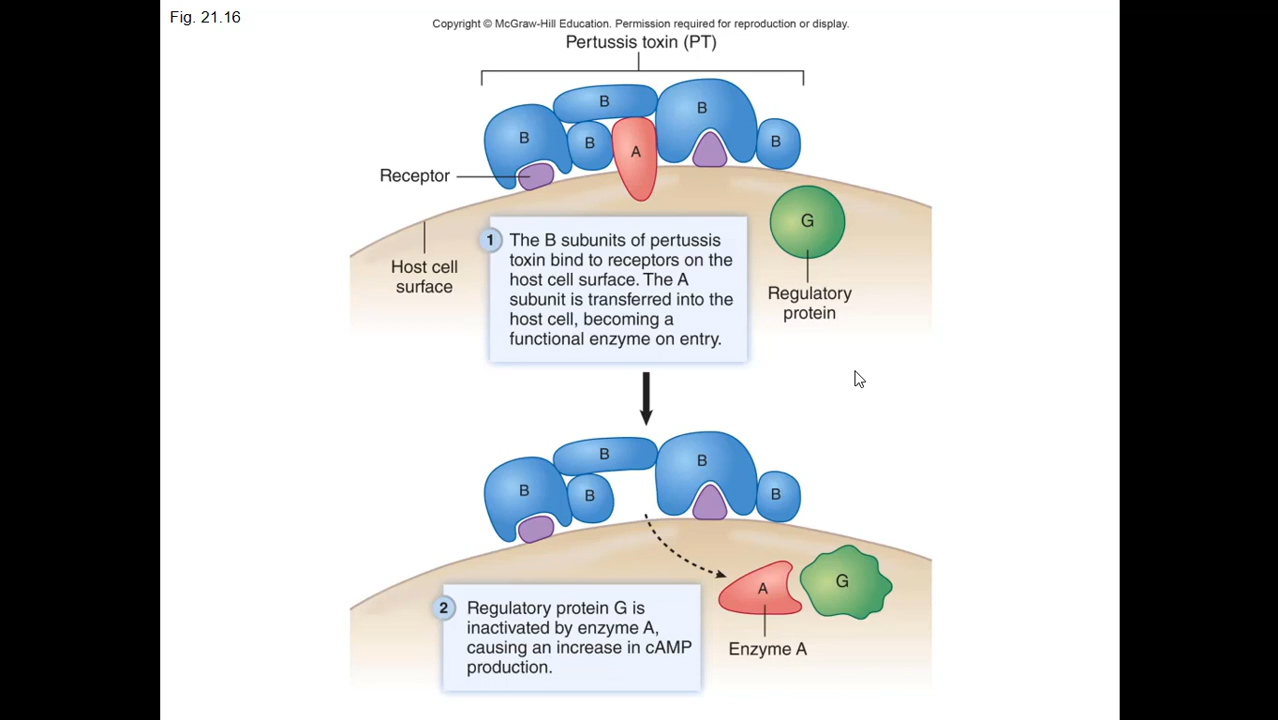 Fig. 21.16
Copyright © McGraw-Hill Education. Permission required for reproduction or display.
Pertussis toxin (PT)
B
B
B
B
B
A
Receptor
G
Host cell
surface
1
The B subunits of pertussis
toxin bind to receptors on the
host cell surface. The A
subunit is transferred into the
host cell, becoming a
functional enzyme on entry.
Regulatory
protein
B
B
B
B
B
A
G
2
Regulatory protein G is
inactivated by enzyme A,
causing an increase in cAMP
production.
Enzyme A